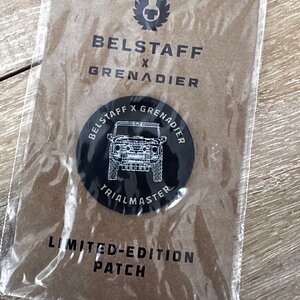 BELSTAFF
X
GRENADIER
BELSTAFF X GRENADIER
TRIALMASTER
LIMITED-EDITION
PATCH